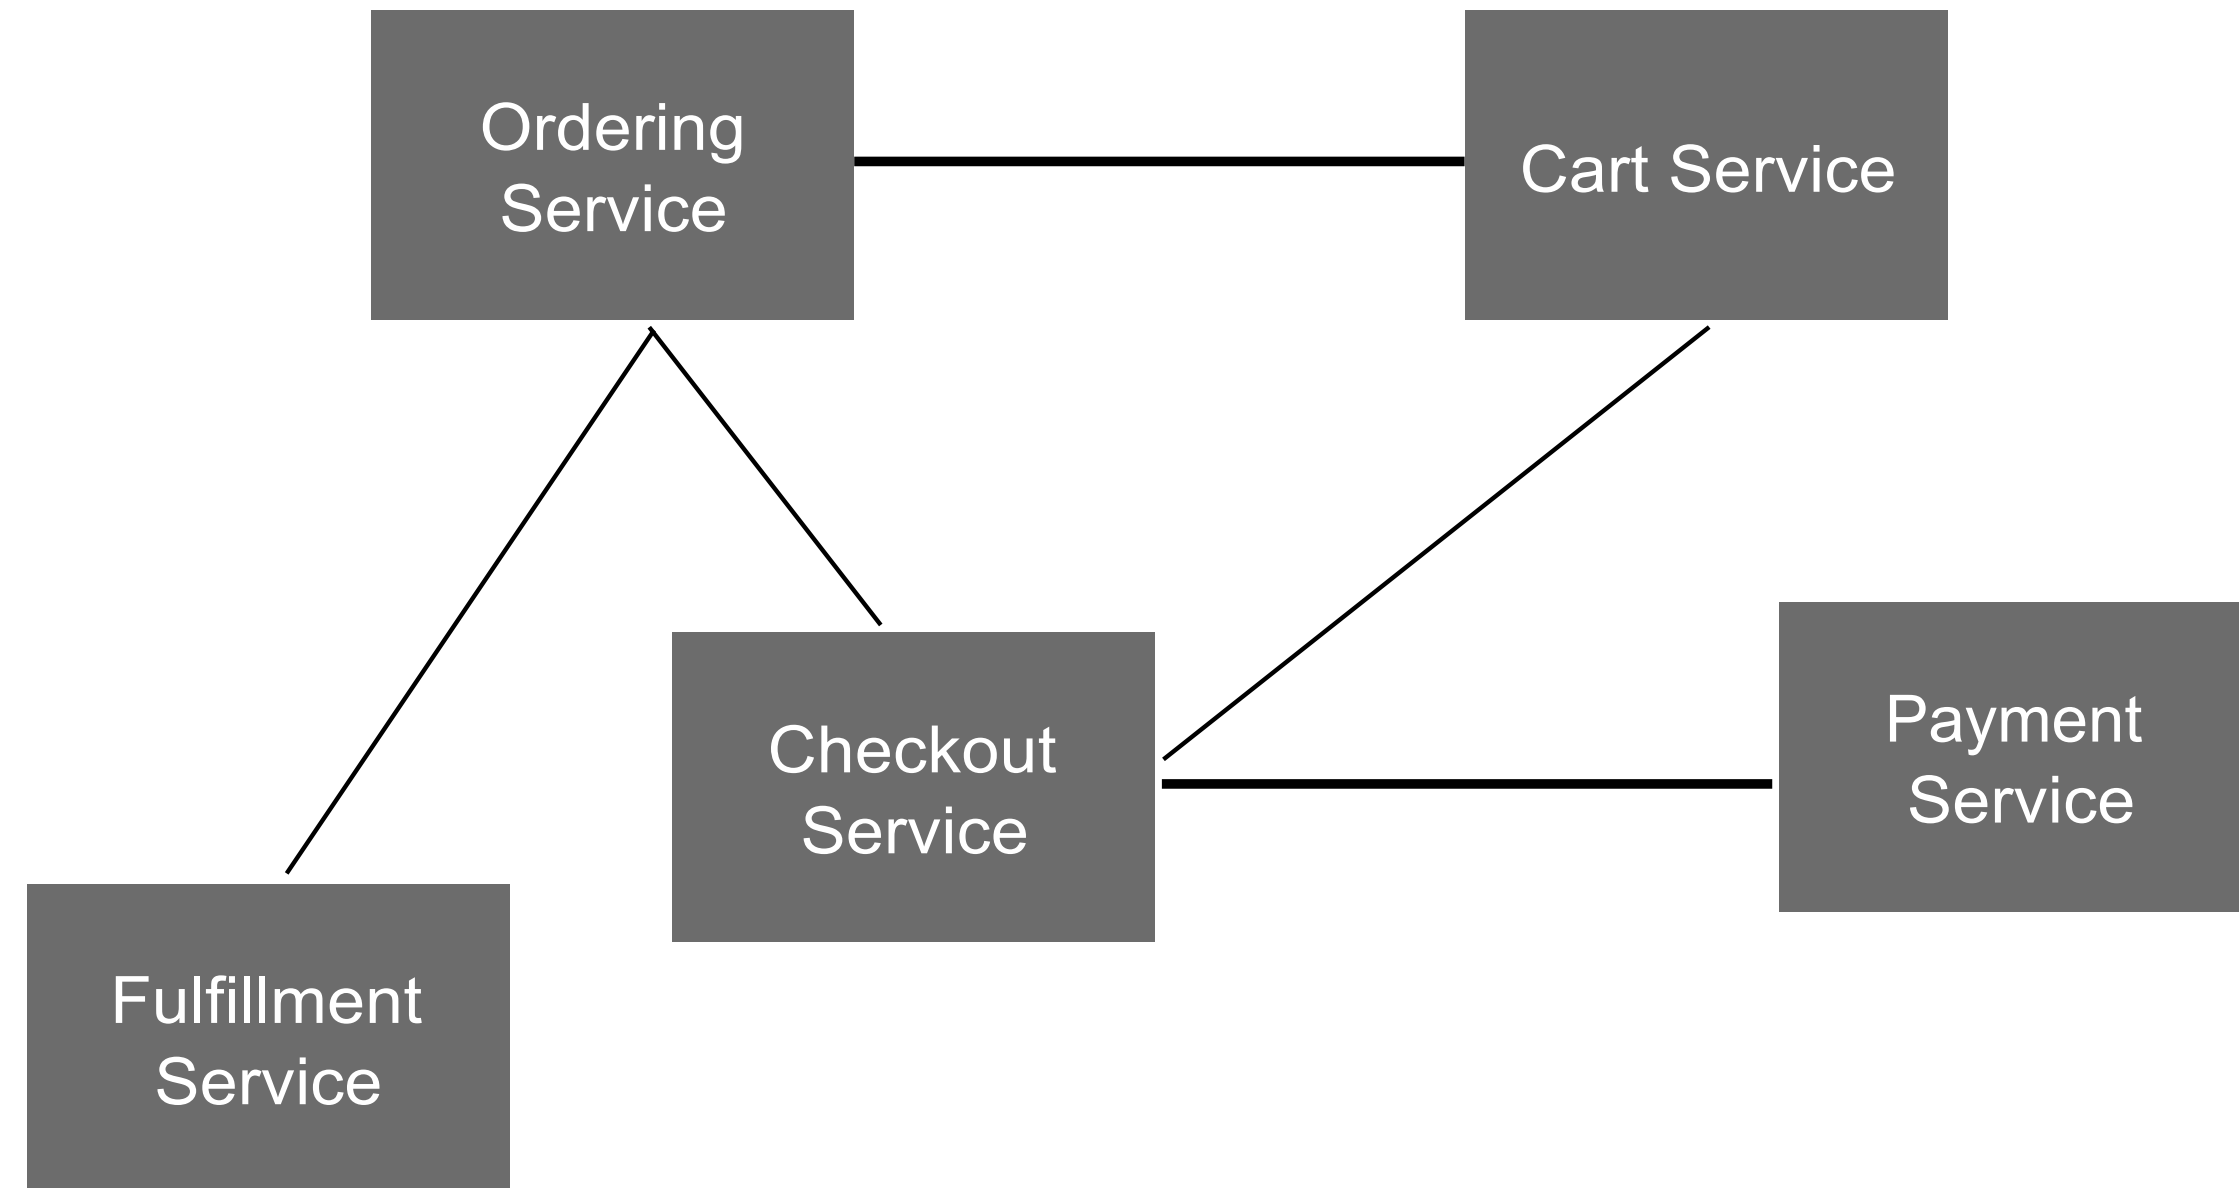 Ordering
Service
Cart Service
Checkout
Service
Payment
Service
Fulfillment
Service